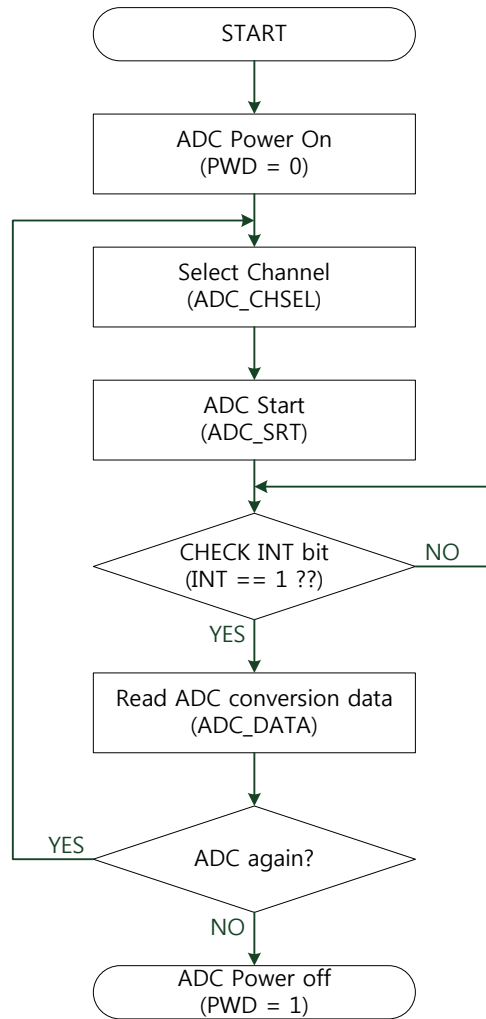 START
ADC Power On
(PWD = 0)
Select Channel
(ADC_CHSEL)
ADC Start
(ADC_SRT)
CHECK INT bit
(INT == 1 ??)
NO
YES
Read ADC conversion data
(ADC_DATA)
YES
ADC again?
NO
ADC Power off
(PWD = 1)